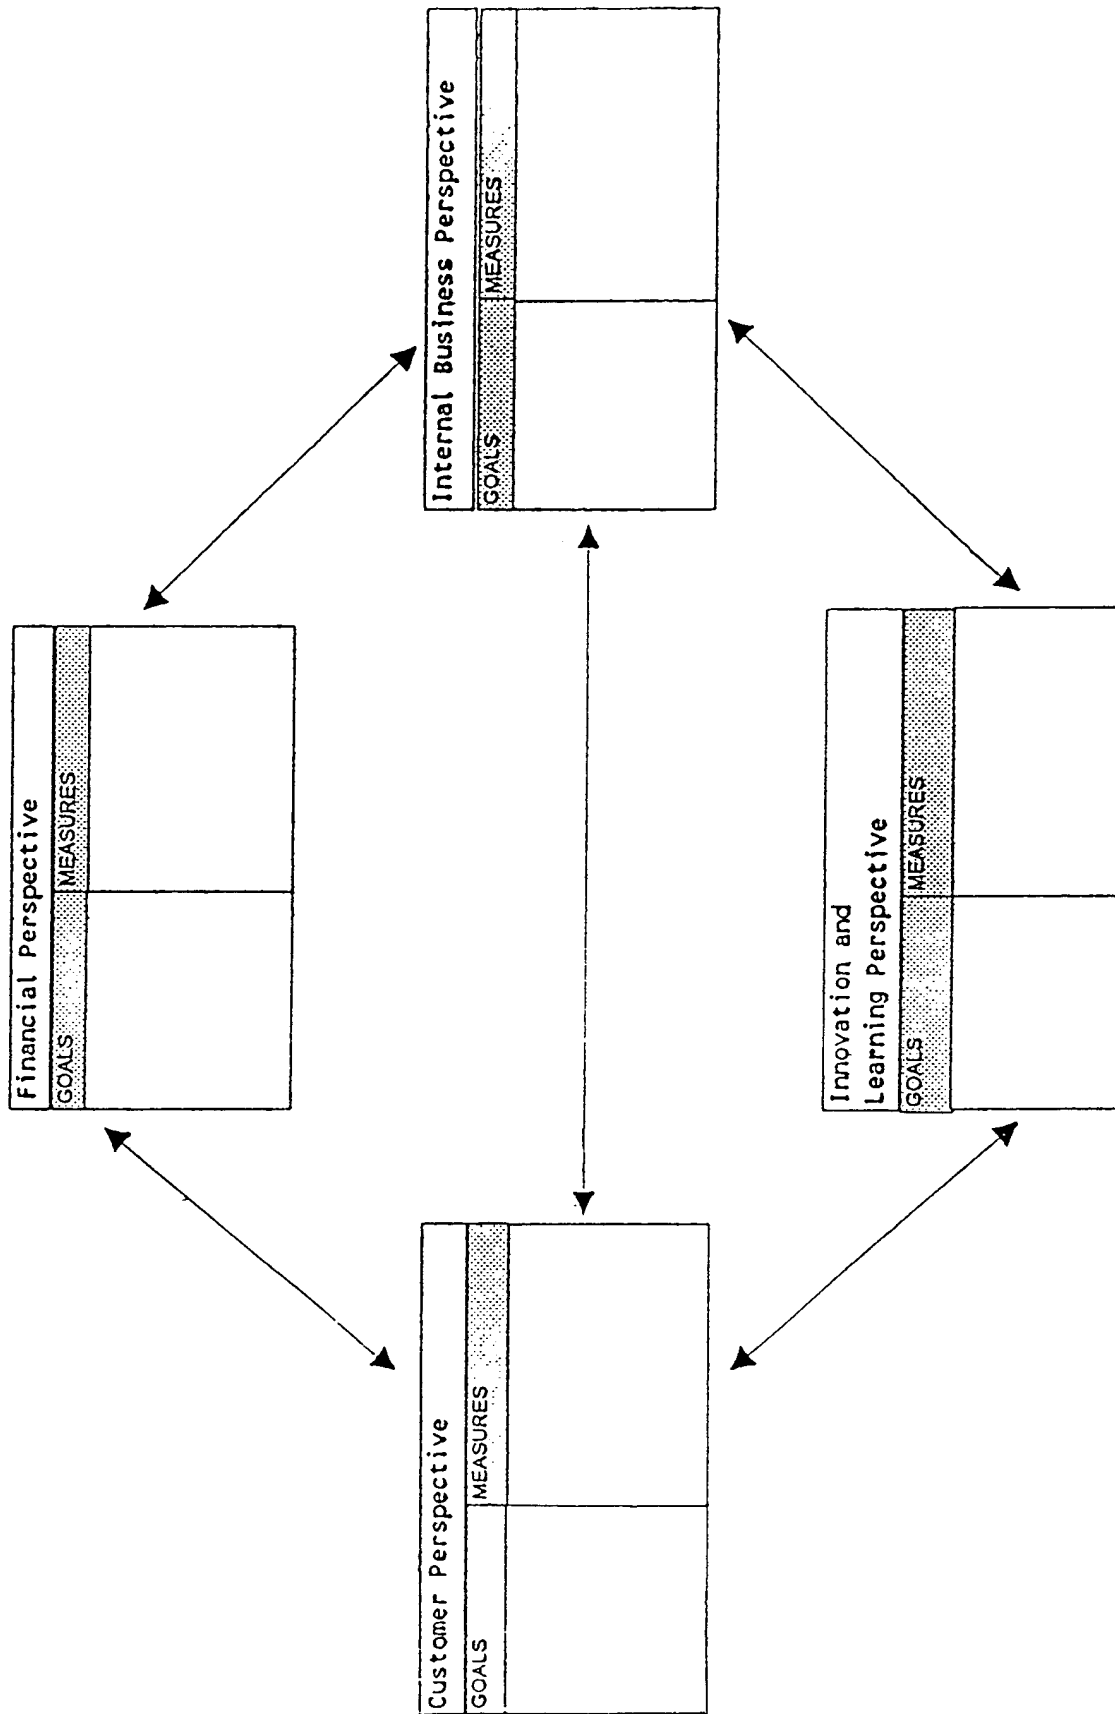 Financial Perspective
GOALS MEASURES
Customer Perspective
GOALS MEASURES
Internal Business Perspective
GOALS MEASURES
Innovation and
Learning Perspective
GOALS MEASURES